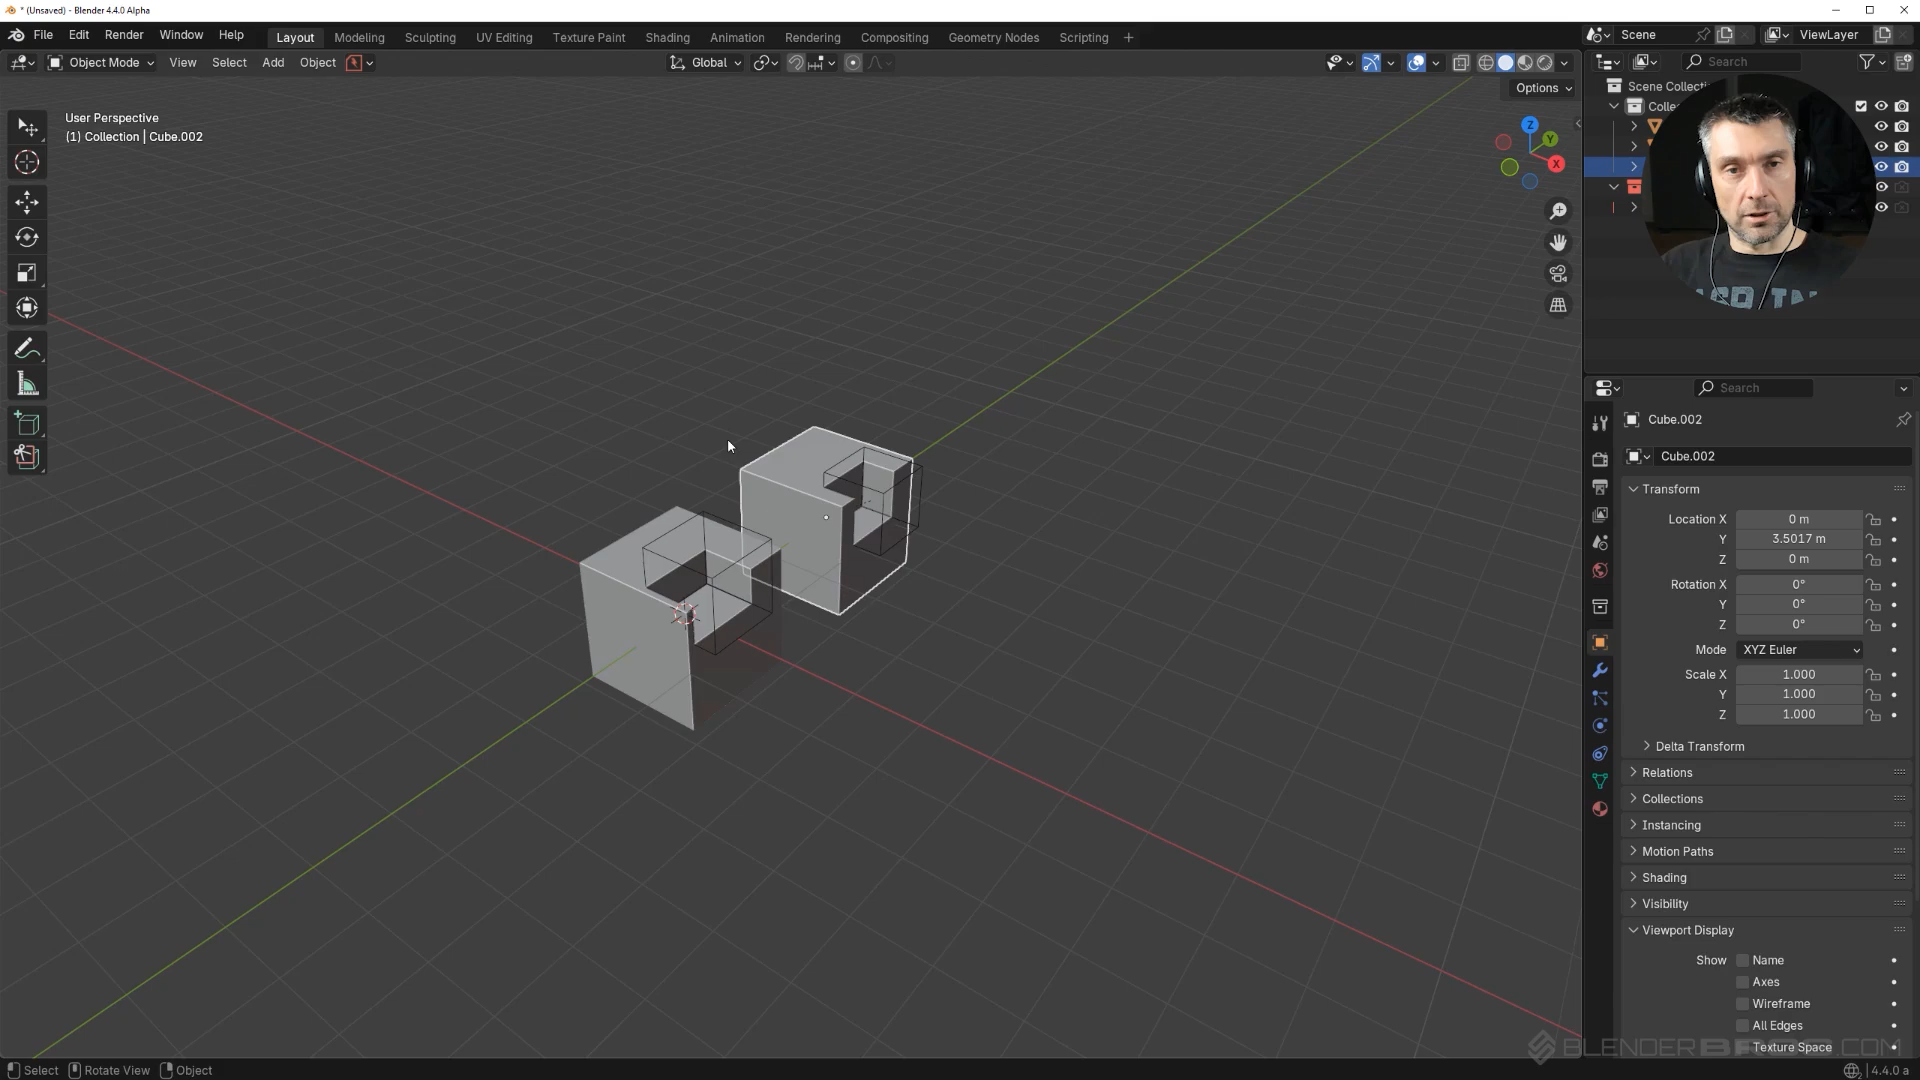 * (Unsaved) - Blender 4.4.0 Alpha
File Edit Render Window Help
Layout Modeling Sculpting UV Editing Texture Paint Shading Animation Rendering Compositing Geometry Nodes Scripting +
Scene
ViewLayer
Object Mode View Select Add Object
Global
Search
Options
User Perspective
(1) Collection | Cube.002
Z
Y
X
Scene Collecti
Colle
Search
Cube.002
Cube.002
Transform
Location X 0 m
Y 3.5017 m
Z 0 m
Rotation X 0°
Y 0°
Z 0°
Mode XYZ Euler
Scale X 1.000
Y 1.000
Z 1.000
Delta Transform
Relations
Collections
Instancing
Motion Paths
Shading
Visibility
Viewport Display
Show Name
Axes
Wireframe
All Edges
Texture Space
Select Rotate View Object
4.4.0 a